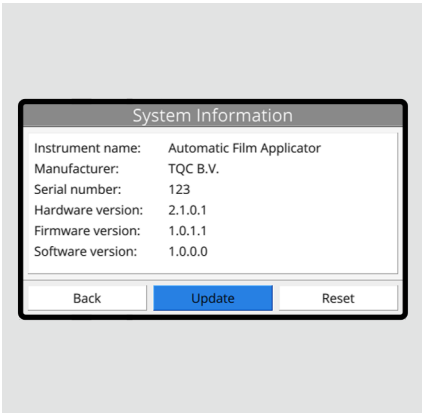 System Information
Instrument name: Automatic Film Applicator
Manufacturer: TQC B.V.
Serial number: 123
Hardware version: 2.1.0.1
Firmware version: 1.0.1.1
Software version: 1.0.0.0
Back Update Reset